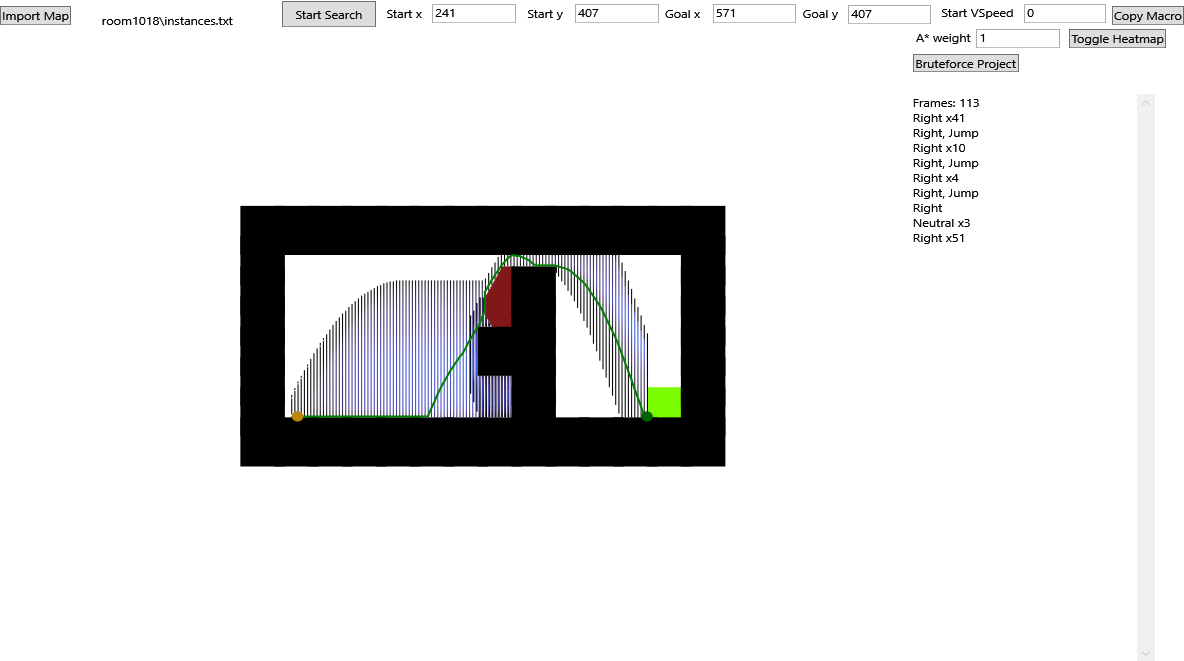 Import Map room1018\instances.txt Start Search Start x 241 Start y 407 Goal x 571 Goal y 407 Start VSpeed 0 Copy Macro
A* weight 1 Toggle Heatmap
Bruteforce Project
Frames: 113
Right x41
Right, Jump
Right x10
Right, Jump
Right x4
Right, Jump
Right
Neutral x3
Right x51